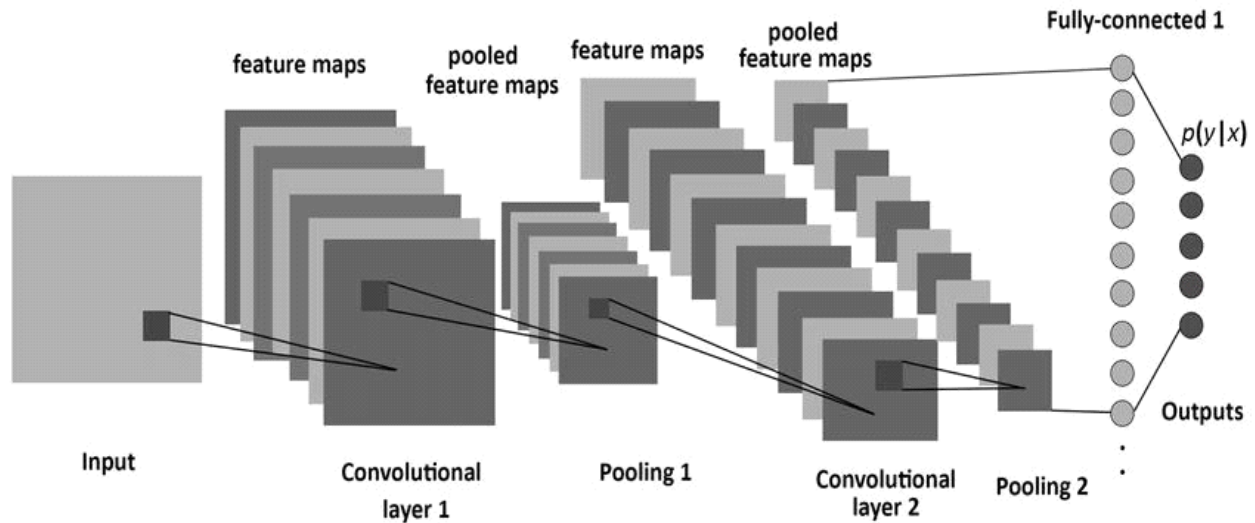 feature maps
pooled
feature maps
feature maps
pooled
feature maps
Fully-connected 1
p(y|x)
Outputs
Input
Convolutional
layer 1
Pooling 1
Convolutional
layer 2
Pooling 2